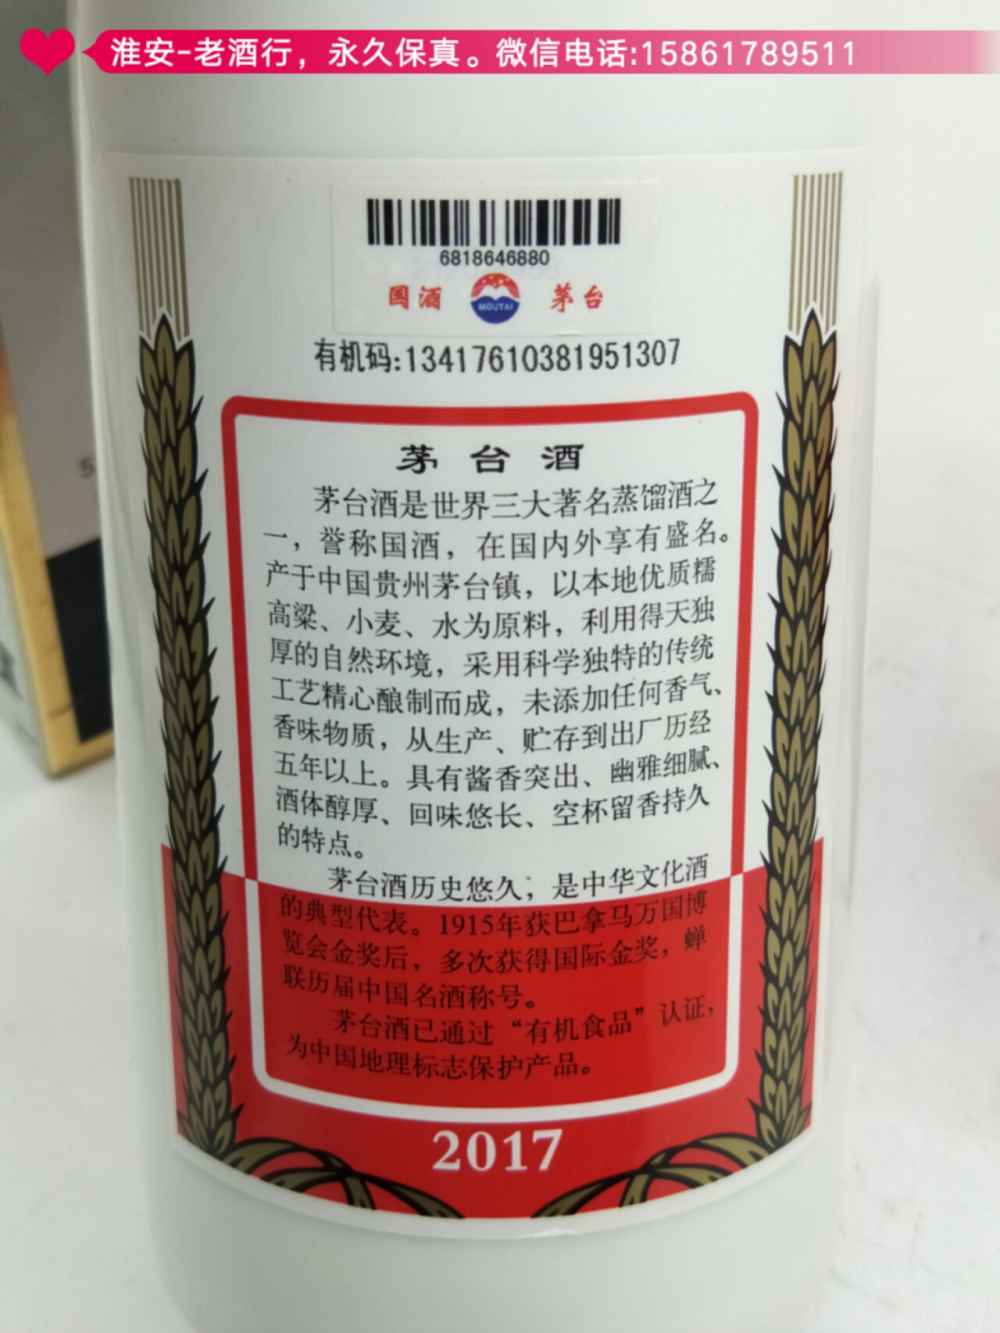 淮安-老酒行，永久保真。微信电话:15861789511
6818646880
国酒 MOUTAI 茅台
有机码:13417610381951307
茅台酒
茅台酒是世界三大著名蒸馏酒之
一，誉称国酒，在国内外享有盛名。
产于中国贵州茅台镇，以本地优质糯
高粱、小麦、水为原料，利用得天独
厚的自然环境，采用科学独特的传统
工艺精心酿制而成，未添加任何香气、
香味物质，从生产、贮存到出厂历经
五年以上。具有酱香突出、幽雅细腻、
酒体醇厚、回味悠长、空杯留香持久
的特点。
茅台酒历史悠久，是中华文化酒
的典型代表。1915年获巴拿马万国博
览会金奖后，多次获得国际金奖，蝉
联历届中国名酒称号。
茅台酒已通过“有机食品”认证，
为中国地理标志保护产品。
2017
5